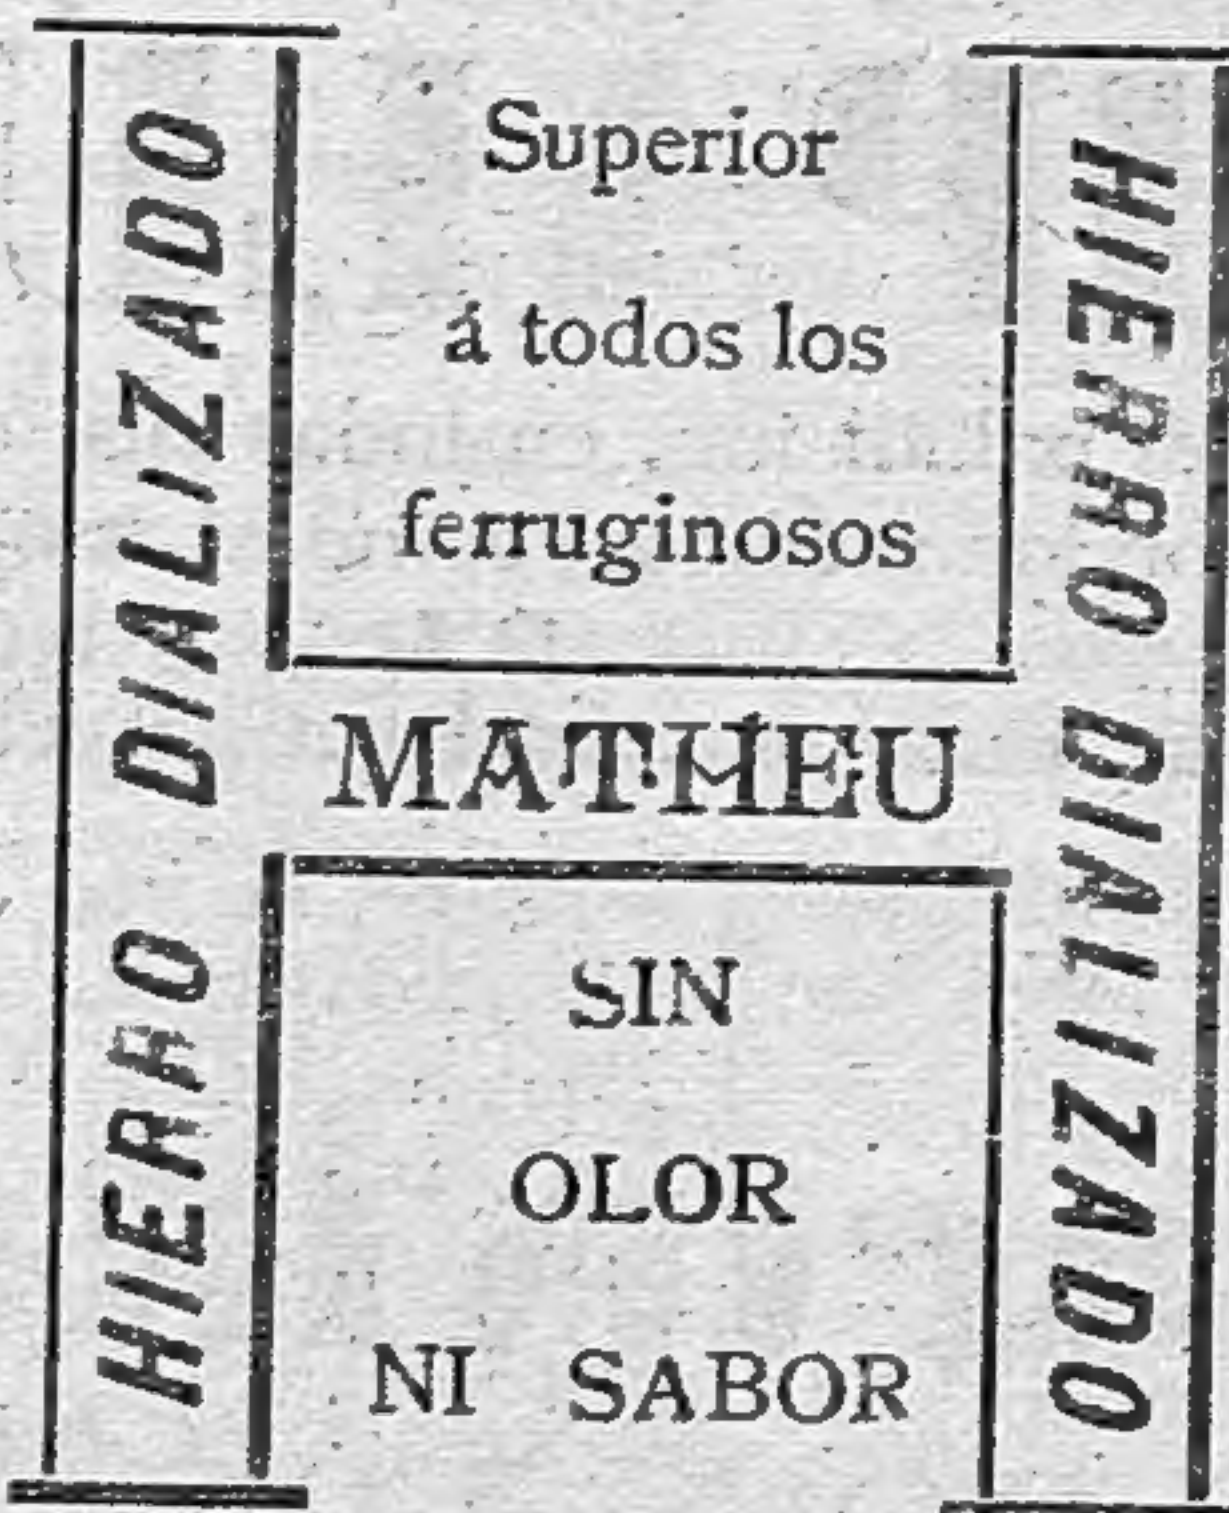 HIERRO DIALIZADO
Superior
á todos los
ferruginosos
MATHEU
SIN
OLOR
NI SABOR
HIERRO DIALIZADO